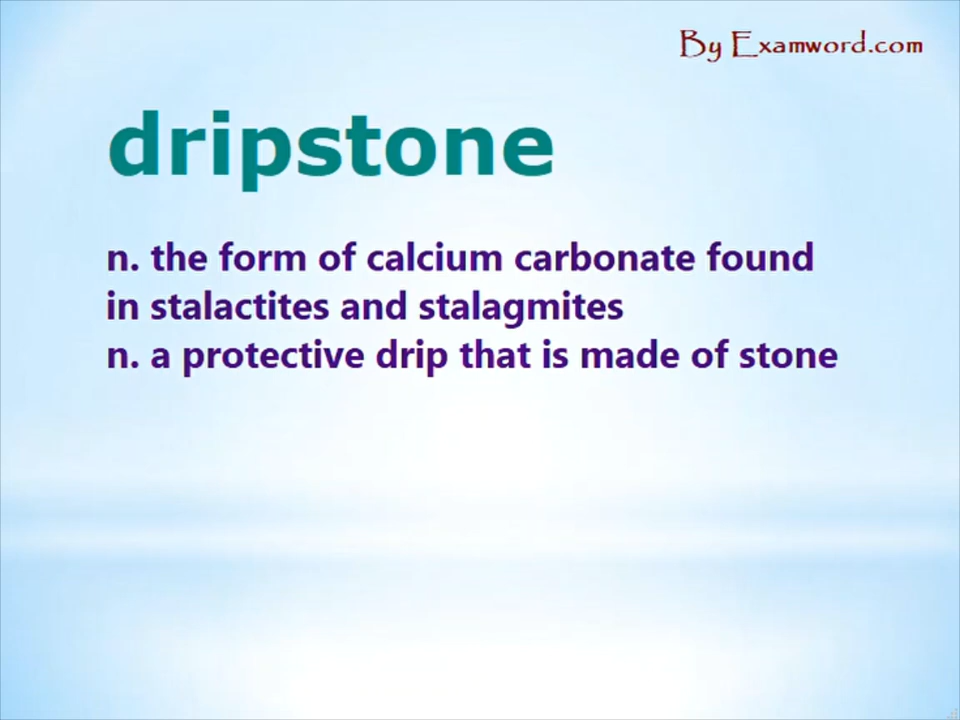 By Examword.com
dripstone
n. the form of calcium carbonate found
in stalactites and stalagmites
n. a protective drip that is made of stone